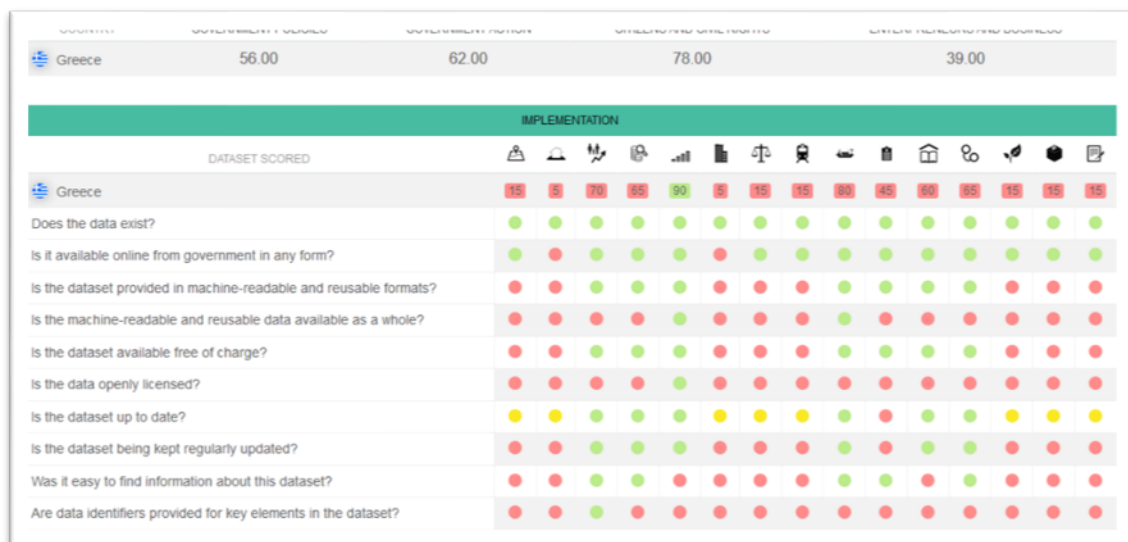 Greece 56.00 62.00 78.00 39.00
IMPLEMENTATION
DATASET SCORED
Greece 15 5 70 65 90 5 15 15 80 45 60 65 15 15 15
Does the data exist?
Is it available online from government in any form?
Is the dataset provided in machine-readable and reusable formats?
Is the machine-readable and reusable data available as a whole?
Is the dataset available free of charge?
Is the data openly licensed?
Is the dataset up to date?
Is the dataset being kept regularly updated?
Was it easy to find information about this dataset?
Are data identifiers provided for key elements in the dataset?